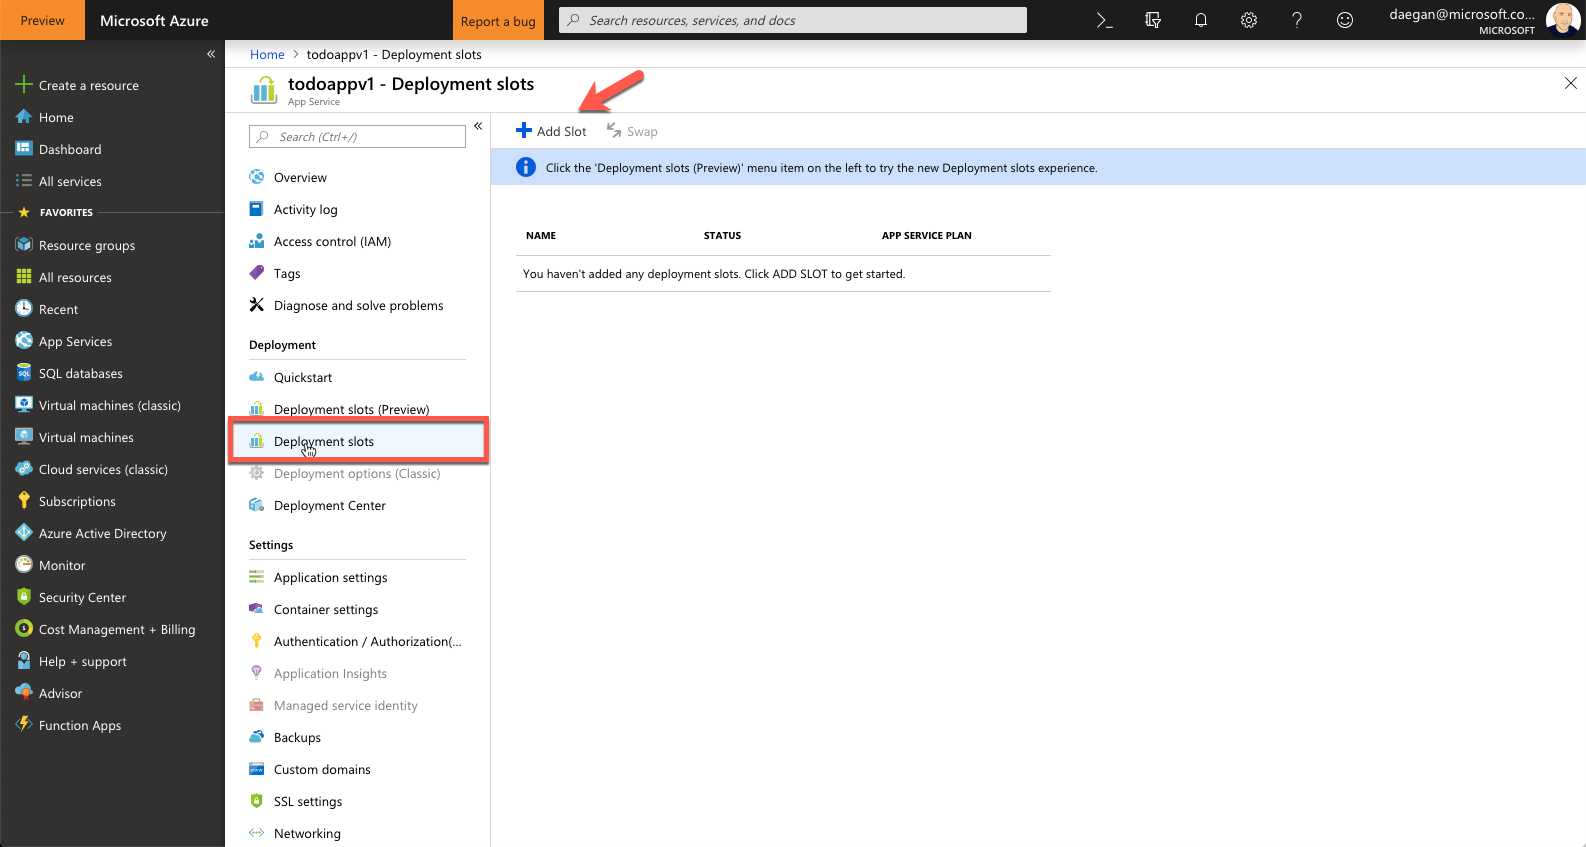 Preview
Microsoft Azure
Report a bug
Search resources, services, and docs
daegan@microsoft.co...
MICROSOFT
Create a resource
Home
Dashboard
All services
FAVORITES
Resource groups
All resources
Recent
App Services
SQL databases
Virtual machines (classic)
Virtual machines
Cloud services (classic)
Subscriptions
Azure Active Directory
Monitor
Security Center
Cost Management + Billing
Help + support
Advisor
Function Apps
Home > todoappv1 - Deployment slots
todoappv1 - Deployment slots
App Service
Search (Ctrl+/)
Overview
Activity log
Access control (IAM)
Tags
Diagnose and solve problems
Deployment
Quickstart
Deployment slots (Preview)
Deployment slots
Deployment options (Classic)
Deployment Center
Settings
Application settings
Container settings
Authentication / Authorization(...
Application Insights
Managed service identity
Backups
Custom domains
SSL settings
Networking
Add Slot Swap
Click the 'Deployment slots (Preview)' menu item on the left to try the new Deployment slots experience.
NAME STATUS APP SERVICE PLAN
You haven't added any deployment slots. Click ADD SLOT to get started.